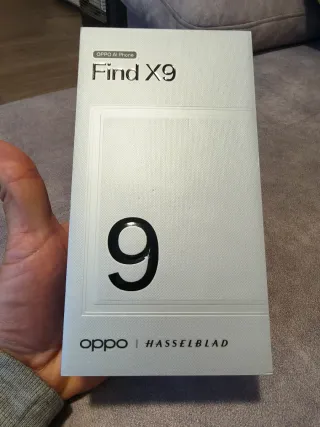 OPPO AI Phone
Find X9
9
oppo | HASSELBLAD